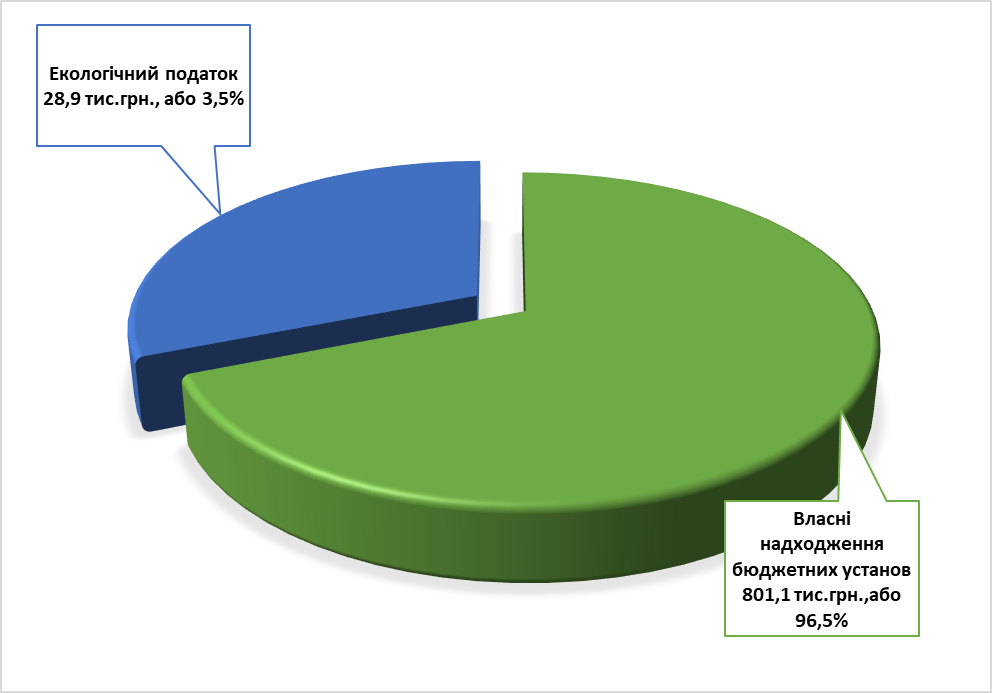 Екологічний податок
28,9 тис.грн., або 3,5%
Власні
надходження
бюджетних установ
801,1 тис.грн.,або
96,5%